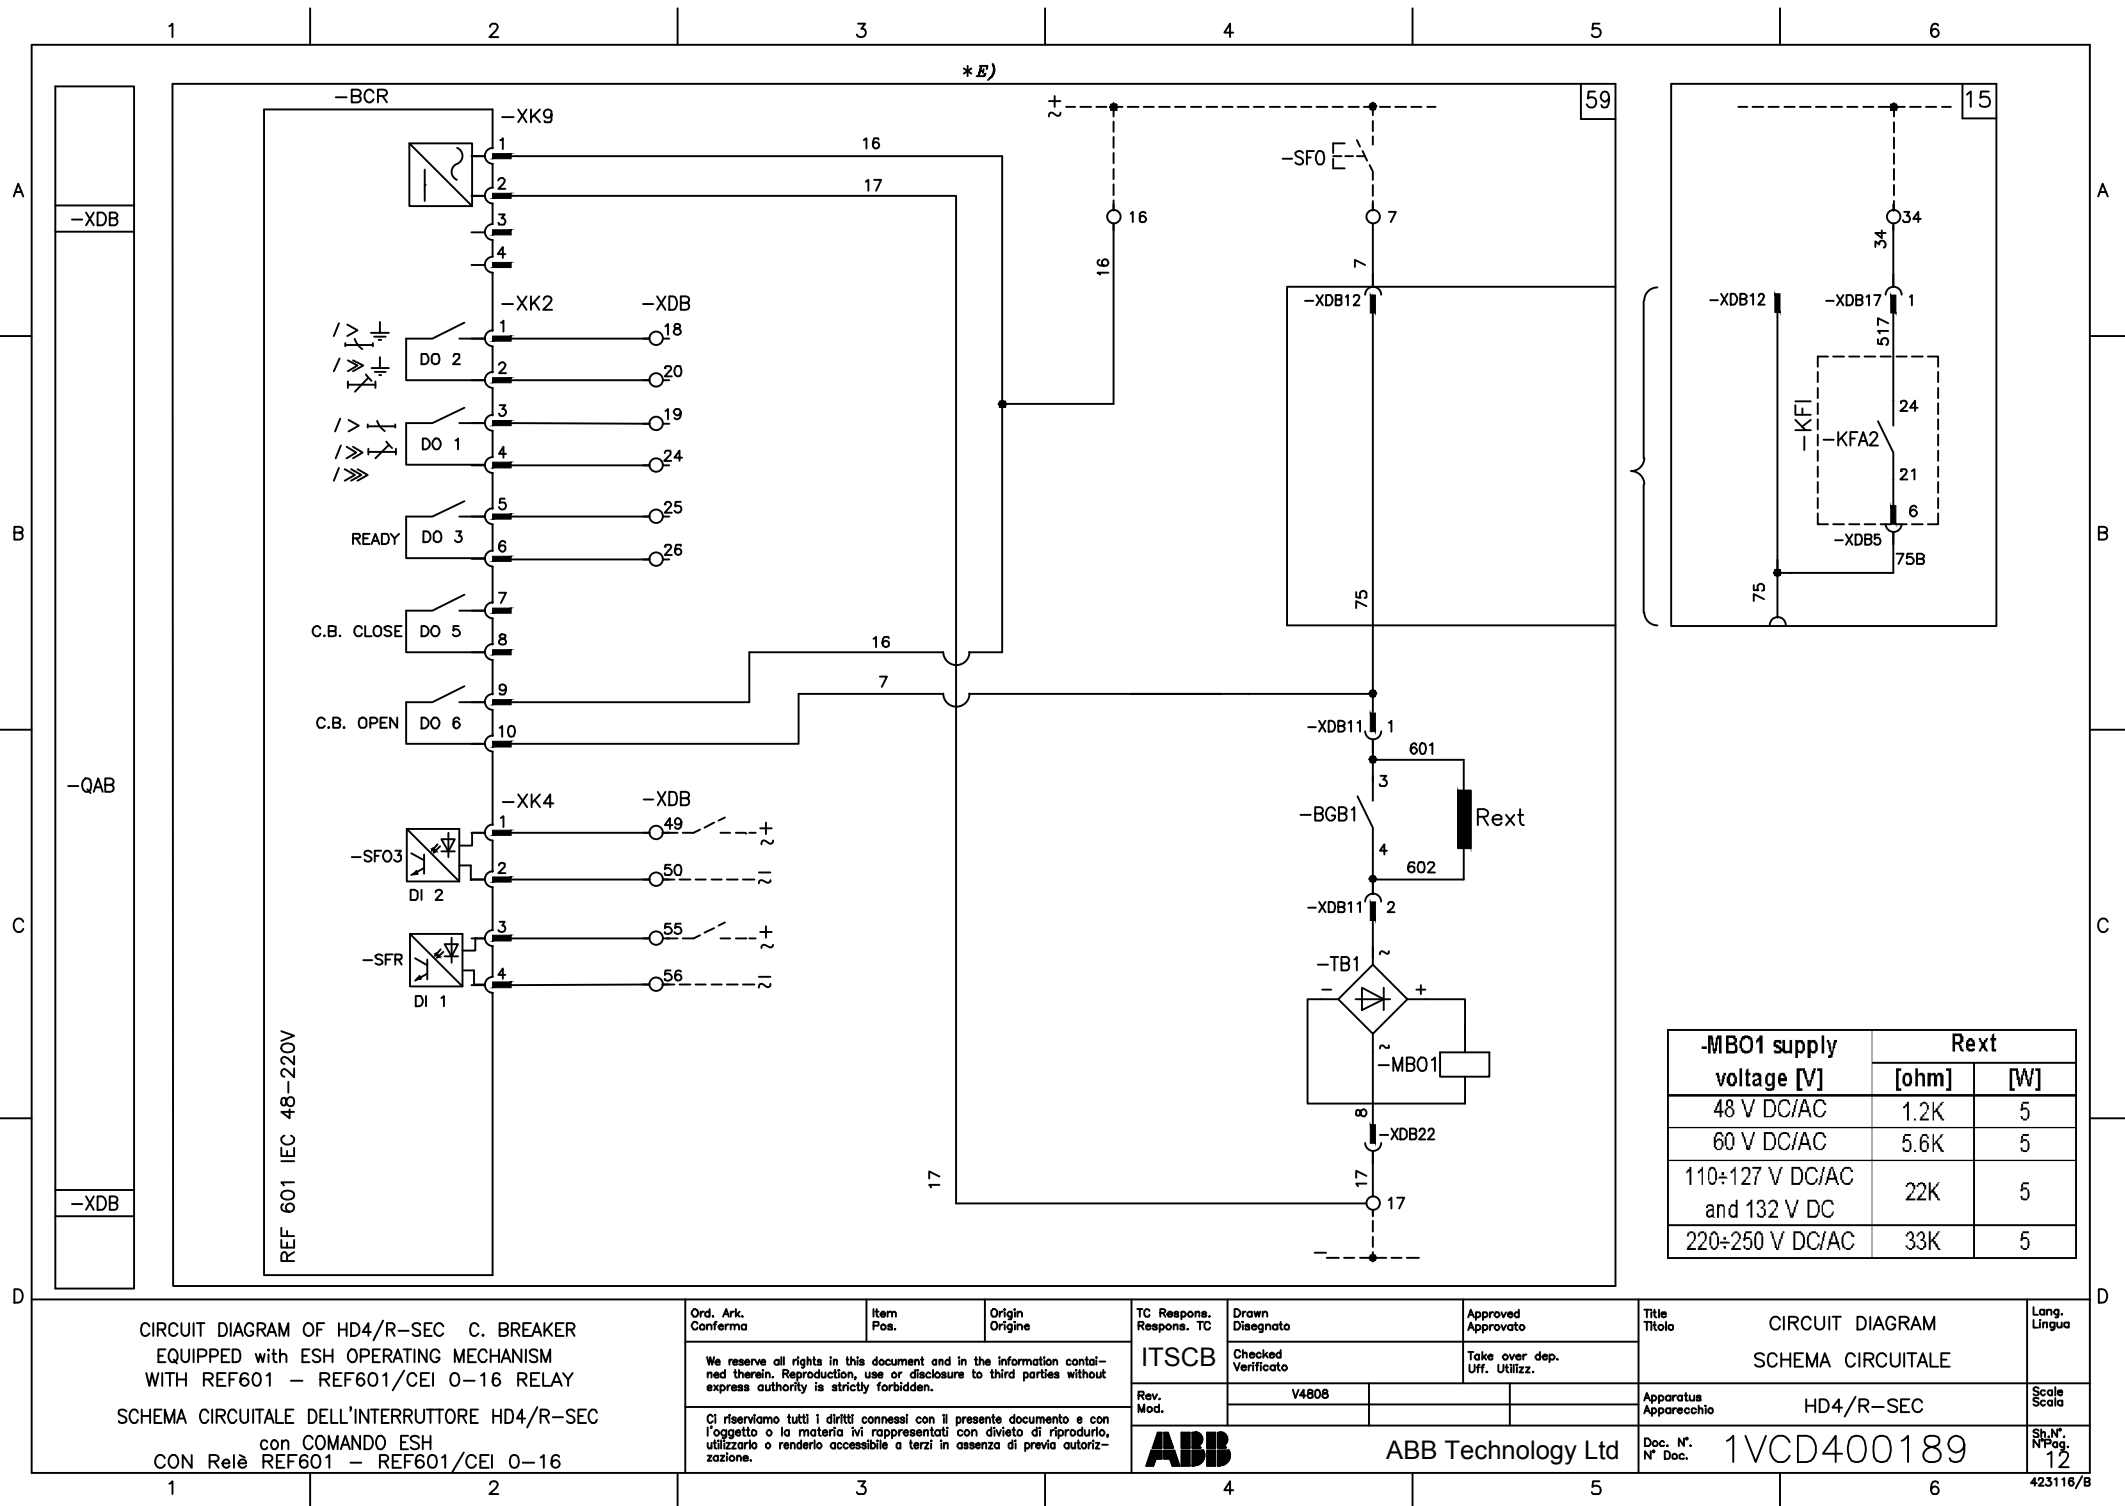 1 2 3 4 5 6
*E)
-BCR
59
15
-XK9
1
16
2
17
3
4
A
A
-XDB
+
~
-SFO
16
7
34
16
7
34
-XK2
-XDB
-XDB12
-XDB12
-XDB17
1
517
1
18
DO 2
2
20
3
19
DO 1
4
24
-KFI
24
-KFA2
21
6
-XDB5
75B
75
75
B
B
5
25
READY
DO 3
6
26
7
C.B. CLOSE
DO 5
8
16
9
7
C.B. OPEN
DO 6
10
-XDB11
1
601
3
-BGB1
Rext
4
602
-XDB11
2
-QAB
-XK4
-XDB
1
49
+
~
-SFO3
2
50
-
~
DI 2
C
C
3
55
+
~
-SFR
4
56
-
~
DI 1
~
-TB1
-
+
~
-MBO1
8
-XDB22
17
17
17
-
REF 601 IEC 48-220V
-XDB
-MBO1 supply
voltage [V]
Rext
[ohm] [W]
48 V DC/AC 1.2K 5
60 V DC/AC 5.6K 5
110÷127 V DC/AC
and 132 V DC
22K 5
220÷250 V DC/AC 33K 5
D
D
CIRCUIT DIAGRAM OF HD4/R-SEC C. BREAKER
EQUIPPED with ESH OPERATING MECHANISM
WITH REF601 - REF601/CEI 0-16 RELAY
SCHEMA CIRCUITALE DELL'INTERRUTTORE HD4/R-SEC
con COMANDO ESH
CON Relè REF601 - REF601/CEI 0-16
Ord. Ark.
Conferma
Item
Pos.
Origin
Origine
We reserve all rights in this document and in the information contai-
ned therein. Reproduction, use or disclosure to third parties without
express authority is strictly forbidden.
Ci riserviamo tutti i diritti connessi con il presente documento e con
l'oggetto o la materia ivi rappresentati con divieto di riprodurlo,
utilizzarlo o renderlo accessibile a terzi in assenza di previa autoriz-
zazione.
TC Respons.
Respons. TC
ITSCB
Drawn
Disegnato
Checked
Verificato
Approved
Approvato
Take over dep.
Uff. Utilizz.
Rev.
Mod.
V4808
ABB
ABB Technology Ltd
Title
Titolo
CIRCUIT DIAGRAM
SCHEMA CIRCUITALE
Apparatus
Apparecchio
HD4/R-SEC
Doc. N°.
N° Doc.
1VCD400189
Lang.
Lingua
Scale
Scala
Sh.N°.
N°Pag.
12
423116/B
1 2 3 4 5 6